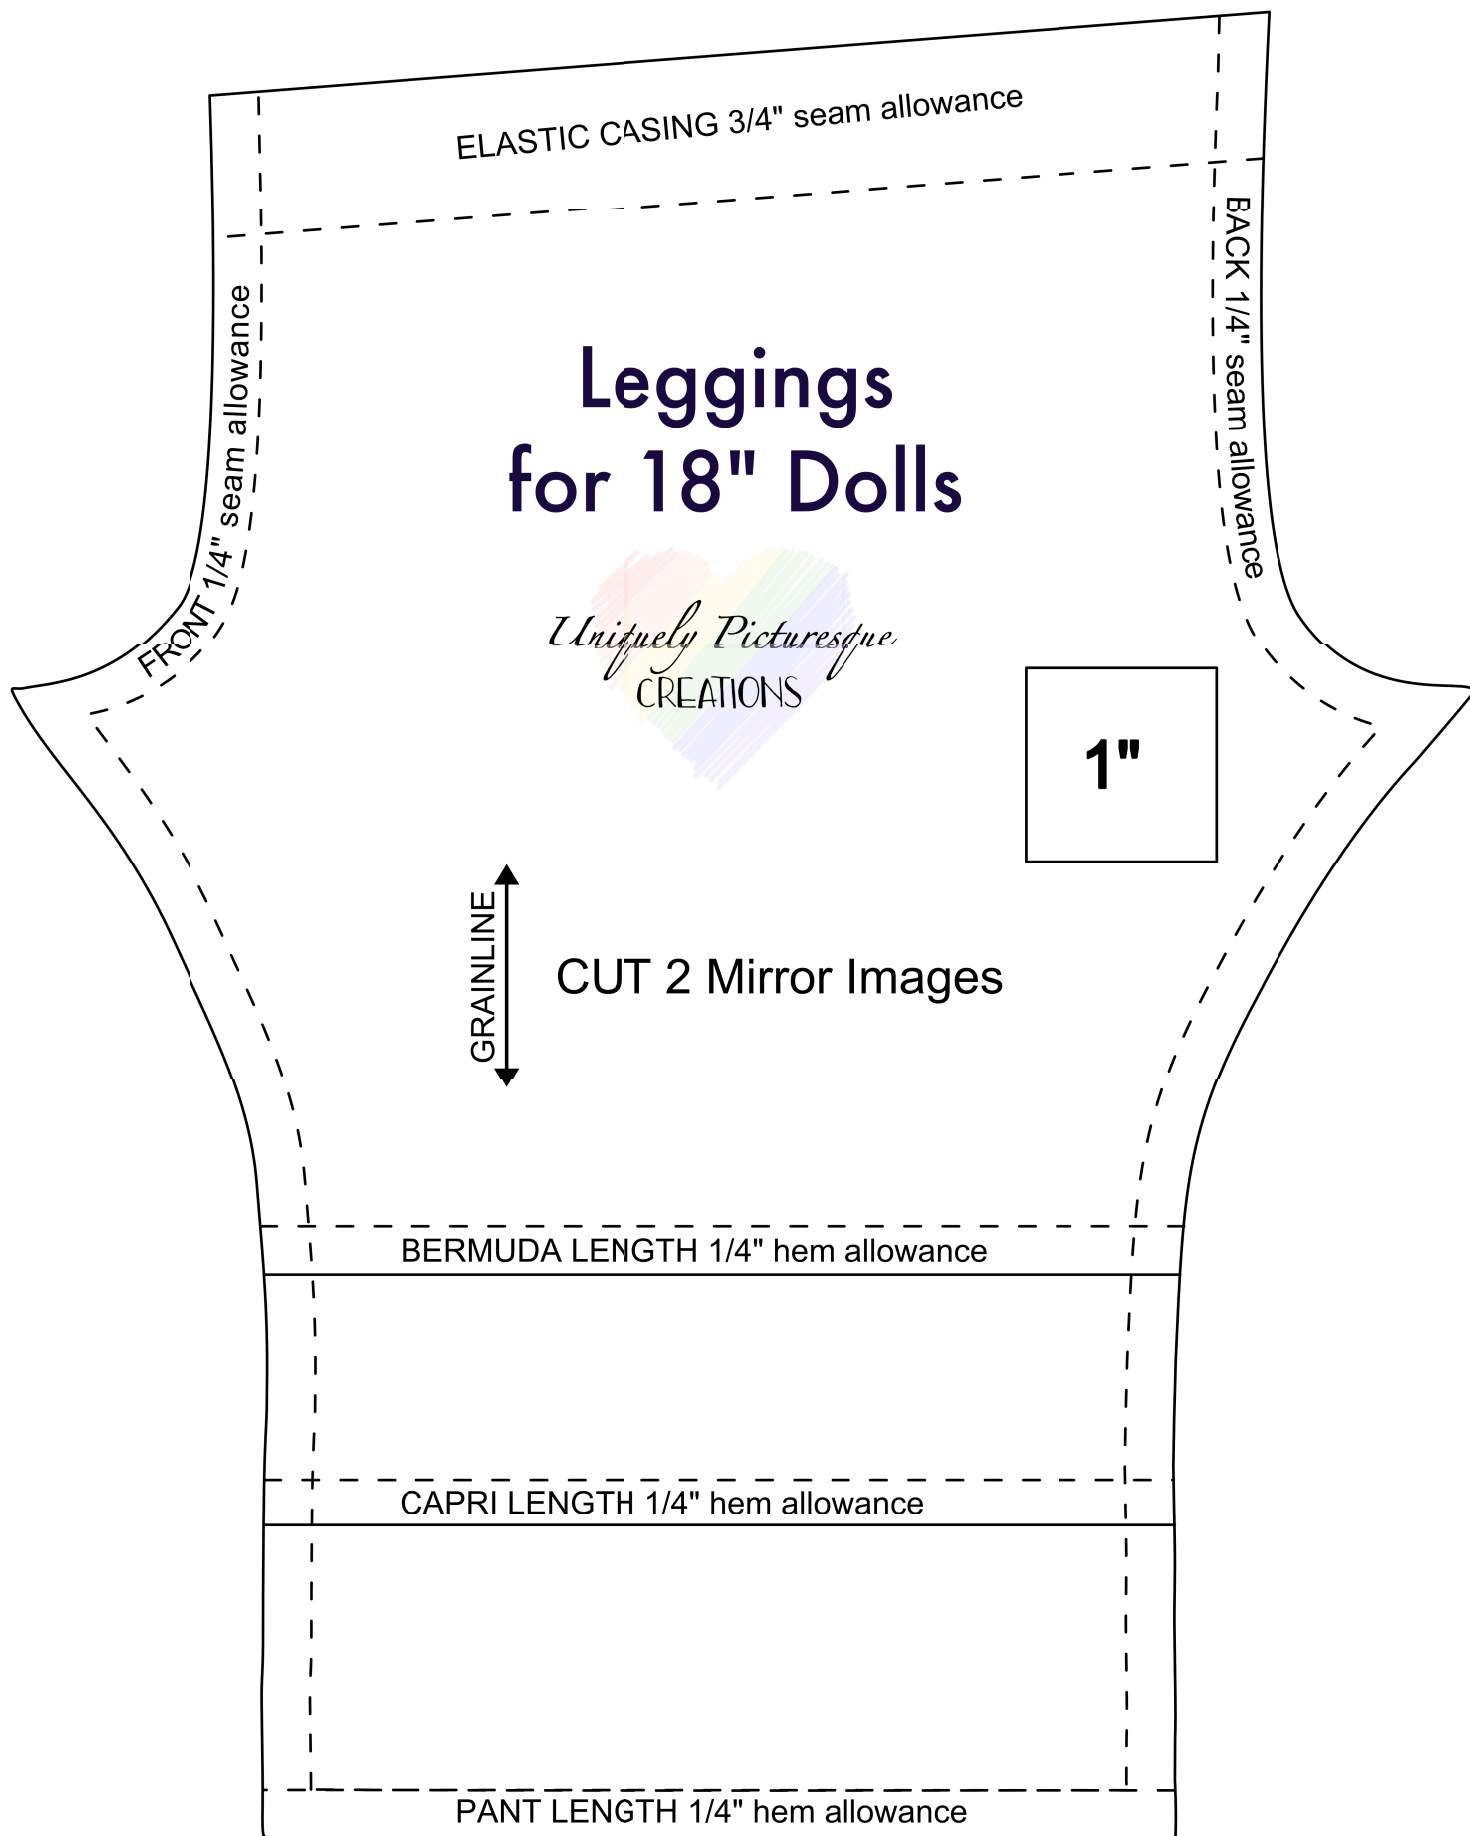 ELASTIC CASING 3/4" seam allowance
BACK 1/4" seam allowance
FRONT 1/4" seam allowance
Leggings
for 18" Dolls
Uniquely Picturesque
CREATIONS
1"
GRAINLINE
CUT 2 Mirror Images
BERMUDA LENGTH 1/4" hem allowance
CAPRI LENGTH 1/4" hem allowance
PANT LENGTH 1/4" hem allowance